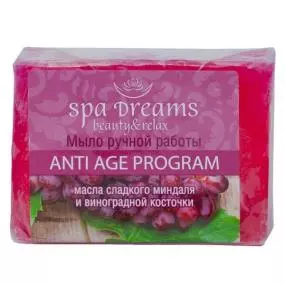 spa Dreams
beauty&relax
Мыло ручной работы
ANTI AGE PROGRAM
масла сладкого миндаля
и виноградной косточки